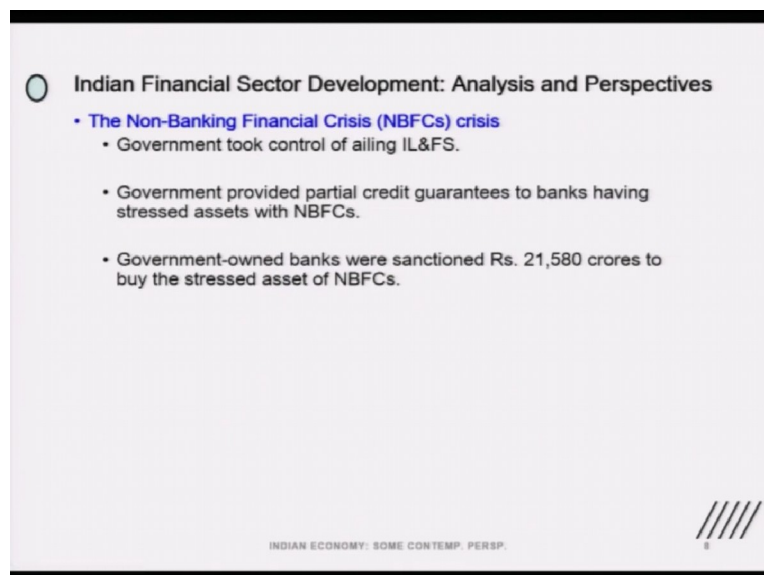 Indian Financial Sector Development: Analysis and Perspectives
• The Non-Banking Financial Crisis (NBFCs) crisis
• Government took control of ailing IL&FS.
• Government provided partial credit guarantees to banks having
stressed assets with NBFCs.
• Government-owned banks were sanctioned Rs. 21,580 crores to
buy the stressed asset of NBFCs.
INDIAN ECONOMY: SOME CONTEMP. PERSP.